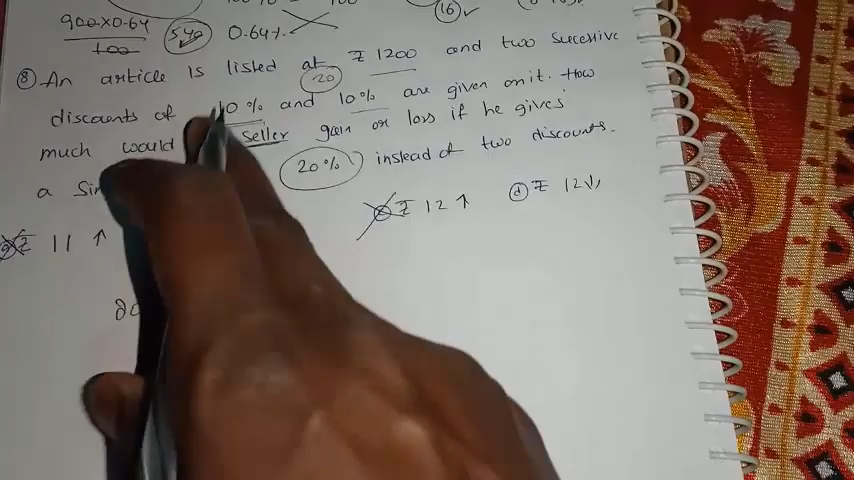 16
900x0.64
100
540
0.64%
⑧ An article is listed at ₹ 1200 and two successive
20
discounts of 10% and 10% are given on it. How
much would seller gain or loss if he gives
a 20% instead of two discounts.
₹ 11 ↑ ₹ 12 ↑ ⓓ ₹ 12 ↓